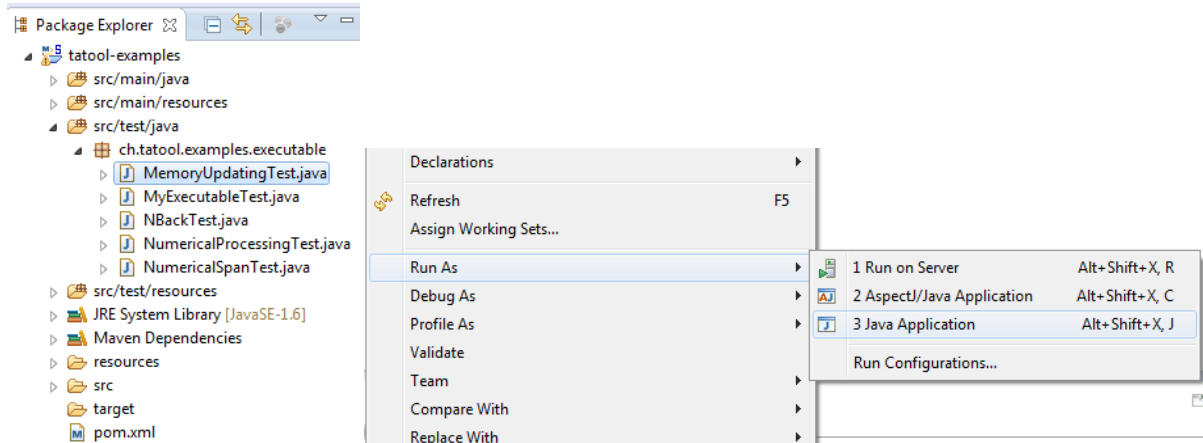 Package Explorer
tatool-examples
src/main/java
src/main/resources
src/test/java
ch.tatool.examples.executable
MemoryUpdatingTest.java
MyExecutableTest.java
NBackTest.java
NumericalProcessingTest.java
NumericalSpanTest.java
src/test/resources
JRE System Library [JavaSE-1.6]
Maven Dependencies
resources
src
target
pom.xml
Declarations
Refresh F5
Assign Working Sets...
Run As
Debug As
Profile As
Validate
Team
Compare With
Replace With
1 Run on Server Alt+Shift+X, R
2 AspectJ/Java Application Alt+Shift+X, C
3 Java Application Alt+Shift+X, J
Run Configurations...